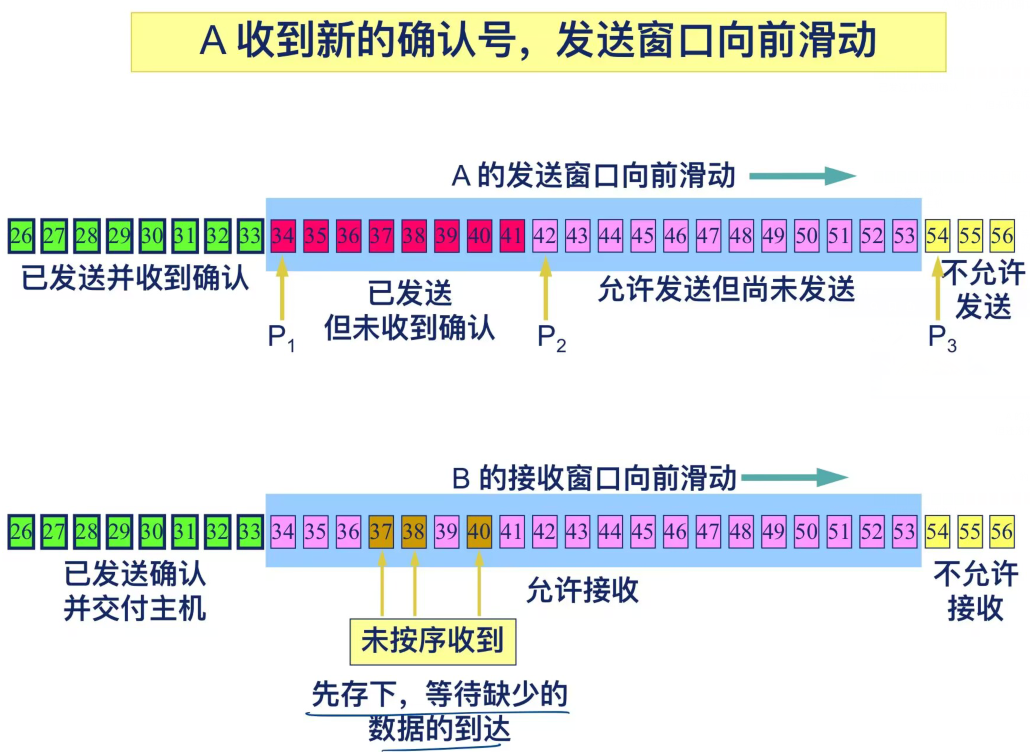 A 收到新的确认号，发送窗口向前滑动
A 的发送窗口向前滑动
26 27 28 29 30 31 32 33 34 35 36 37 38 39 40 41 42 43 44 45 46 47 48 49 50 51 52 53 54 55 56
已发送并收到确认
已发送
但未收到确认
允许发送但尚未发送
不允许
发送
P1
P2
P3
B 的接收窗口向前滑动
26 27 28 29 30 31 32 33 34 35 36 37 38 39 40 41 42 43 44 45 46 47 48 49 50 51 52 53 54 55 56
已发送确认
并交付主机
允许接收
不允许
接收
未按序收到
先存下，等待缺少的
数据的到达